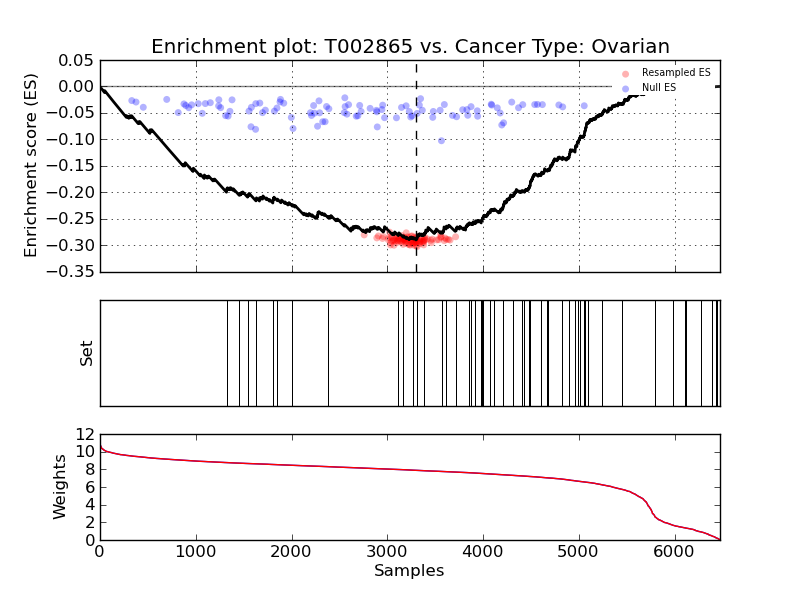 Enrichment plot: T002865 vs. Cancer Type: Ovarian
Enrichment score (ES)
0.05
0.00
−0.05
−0.10
−0.15
−0.20
−0.25
−0.30
−0.35
Resampled ES
Null ES
Set
Weights
12
10
8
6
4
2
0
0 1000 2000 3000 4000 5000 6000
Samples